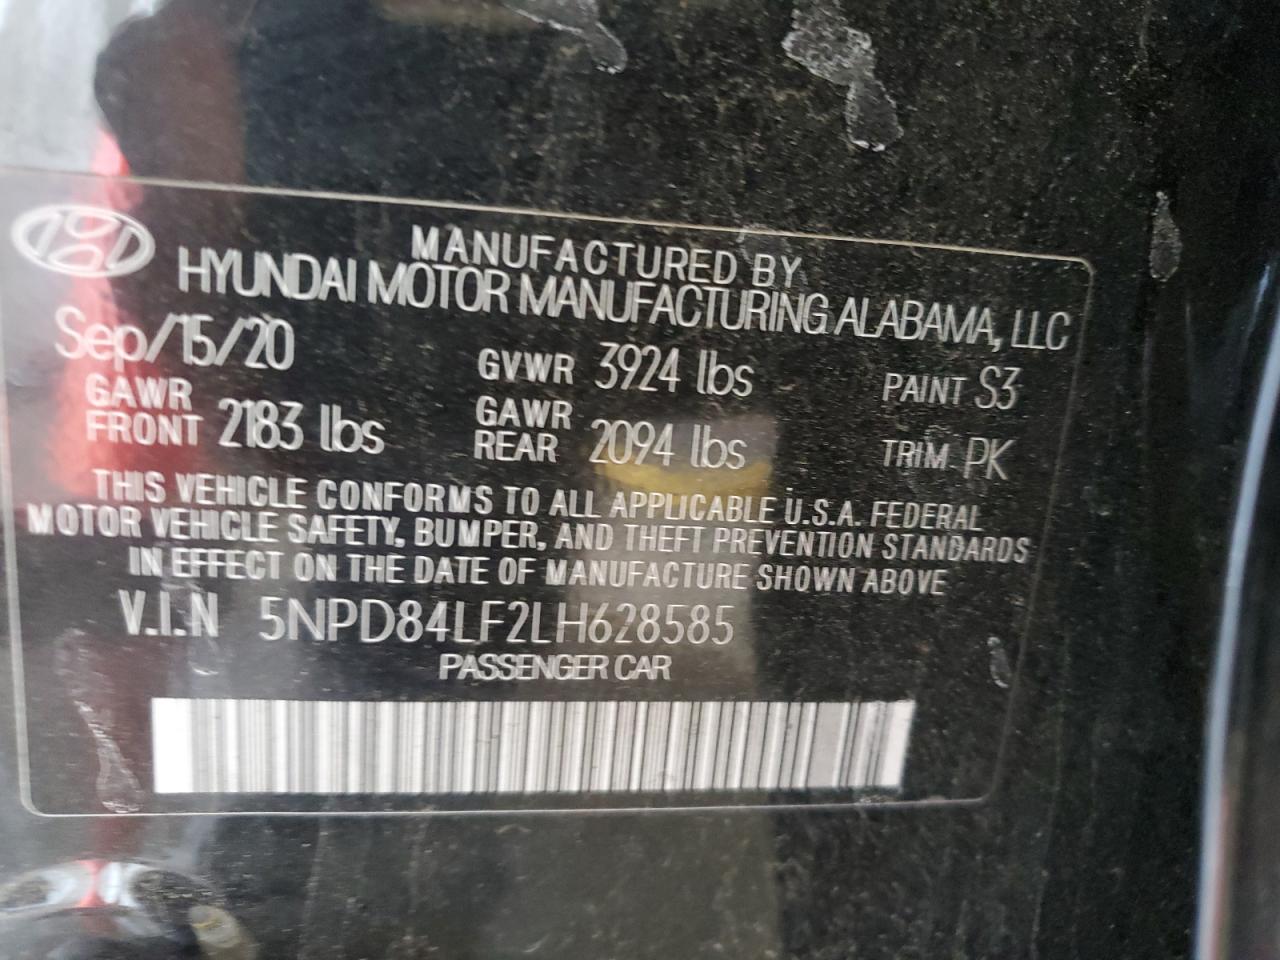 MANUFACTURED BY
HYUNDAI MOTOR MANUFACTURING ALABAMA, LLC
Sep/15/20 GVWR 3924 lbs PAINT S3
GAWR FRONT 2183 lbs GAWR REAR 2094 lbs TRIM PK
THIS VEHICLE CONFORMS TO ALL APPLICABLE U.S.A. FEDERAL
MOTOR VEHICLE SAFETY, BUMPER, AND THEFT PREVENTION STANDARDS
IN EFFECT ON THE DATE OF MANUFACTURE SHOWN ABOVE
V.I.N 5NPD84LF2LH628585
PASSENGER CAR